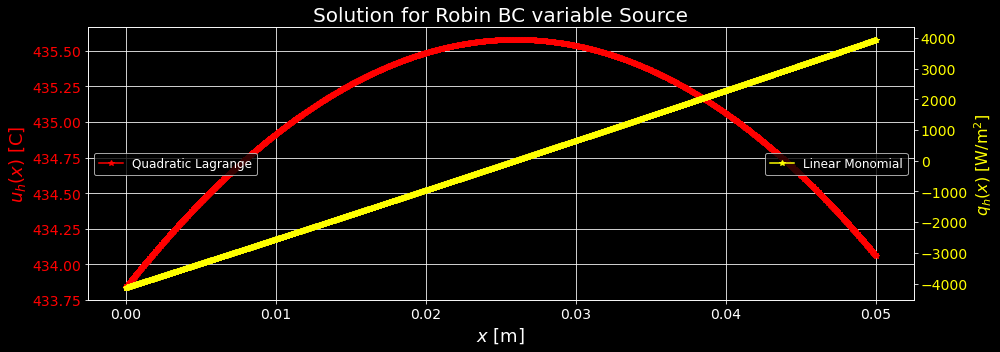 Solution for Robin BC variable Source
435.50
435.25
435.00
434.75
434.50
434.25
434.00
433.75
u_h(x) [C]
Quadratic Lagrange
Linear Monomial
4000
3000
2000
1000
0
−1000
−2000
−3000
−4000
q_h(x) [W/m²]
0.00 0.01 0.02 0.03 0.04 0.05
x [m]